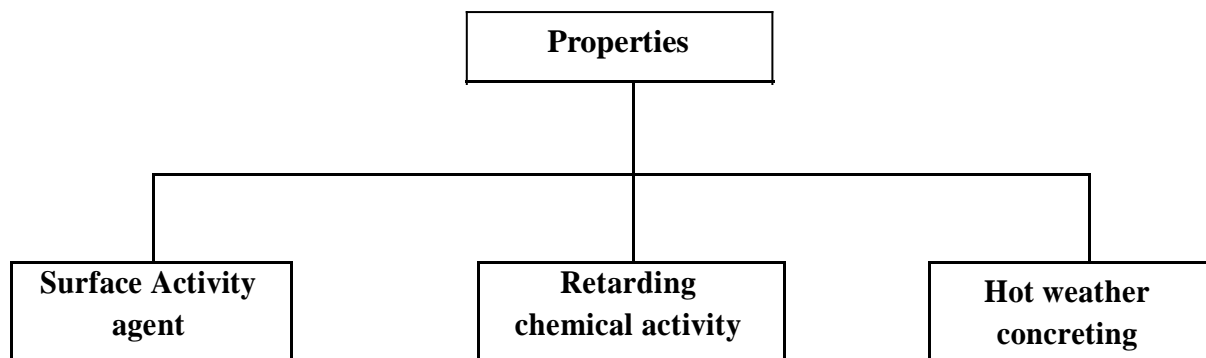 Properties
Surface Activity
agent
Retarding
chemical activity
Hot weather
concreting